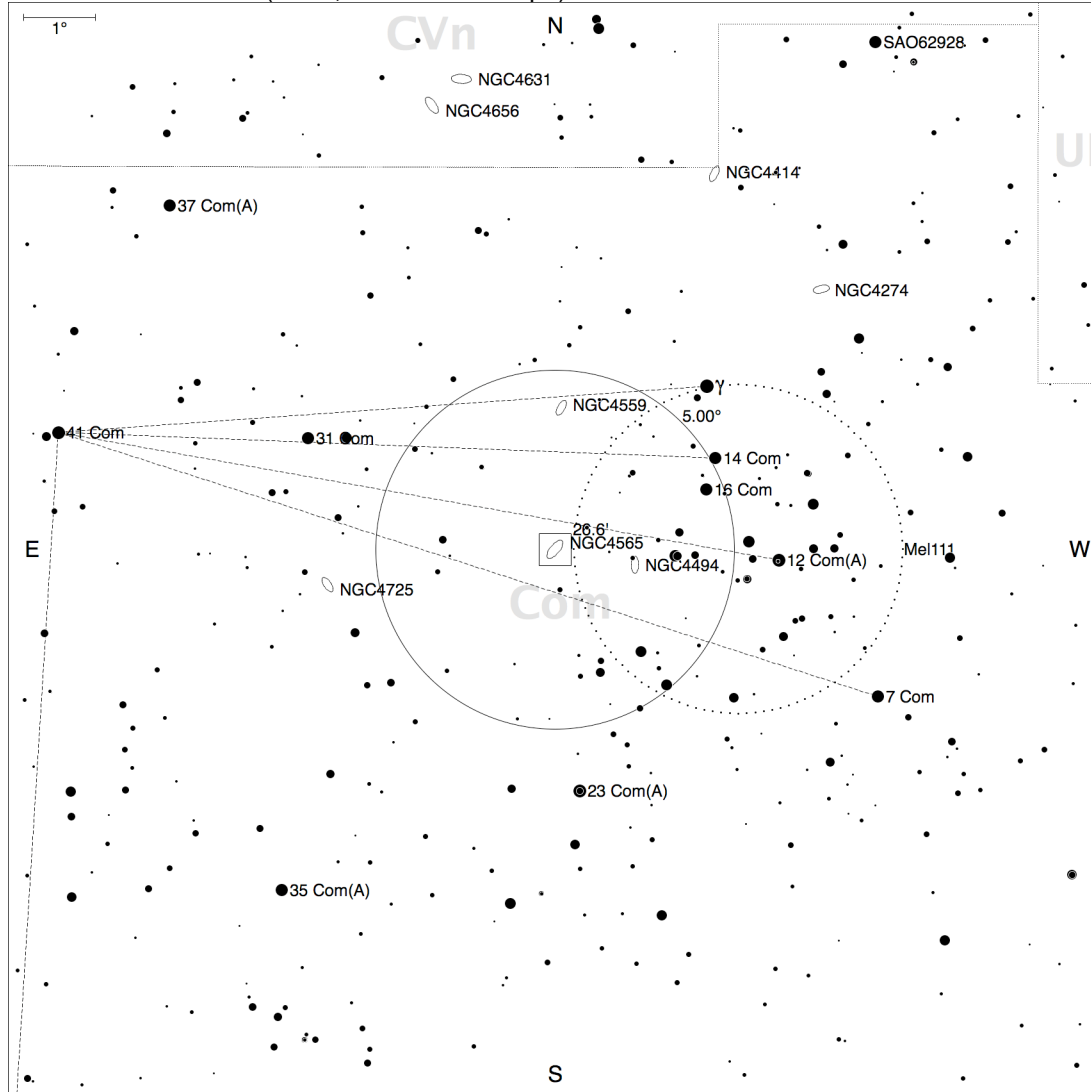 1°
CVn
N
SAO62928
NGC4631
NGC4656
NGC4414
37 Com(A)
NGC4274
γ
NGC4559
5.00°
41 Com
31 Com
14 Com
16 Com
26.6'
NGC4565
E
Mel111
W
12 Com(A)
NGC4494
NGC4725
Com
7 Com
23 Com(A)
35 Com(A)
S